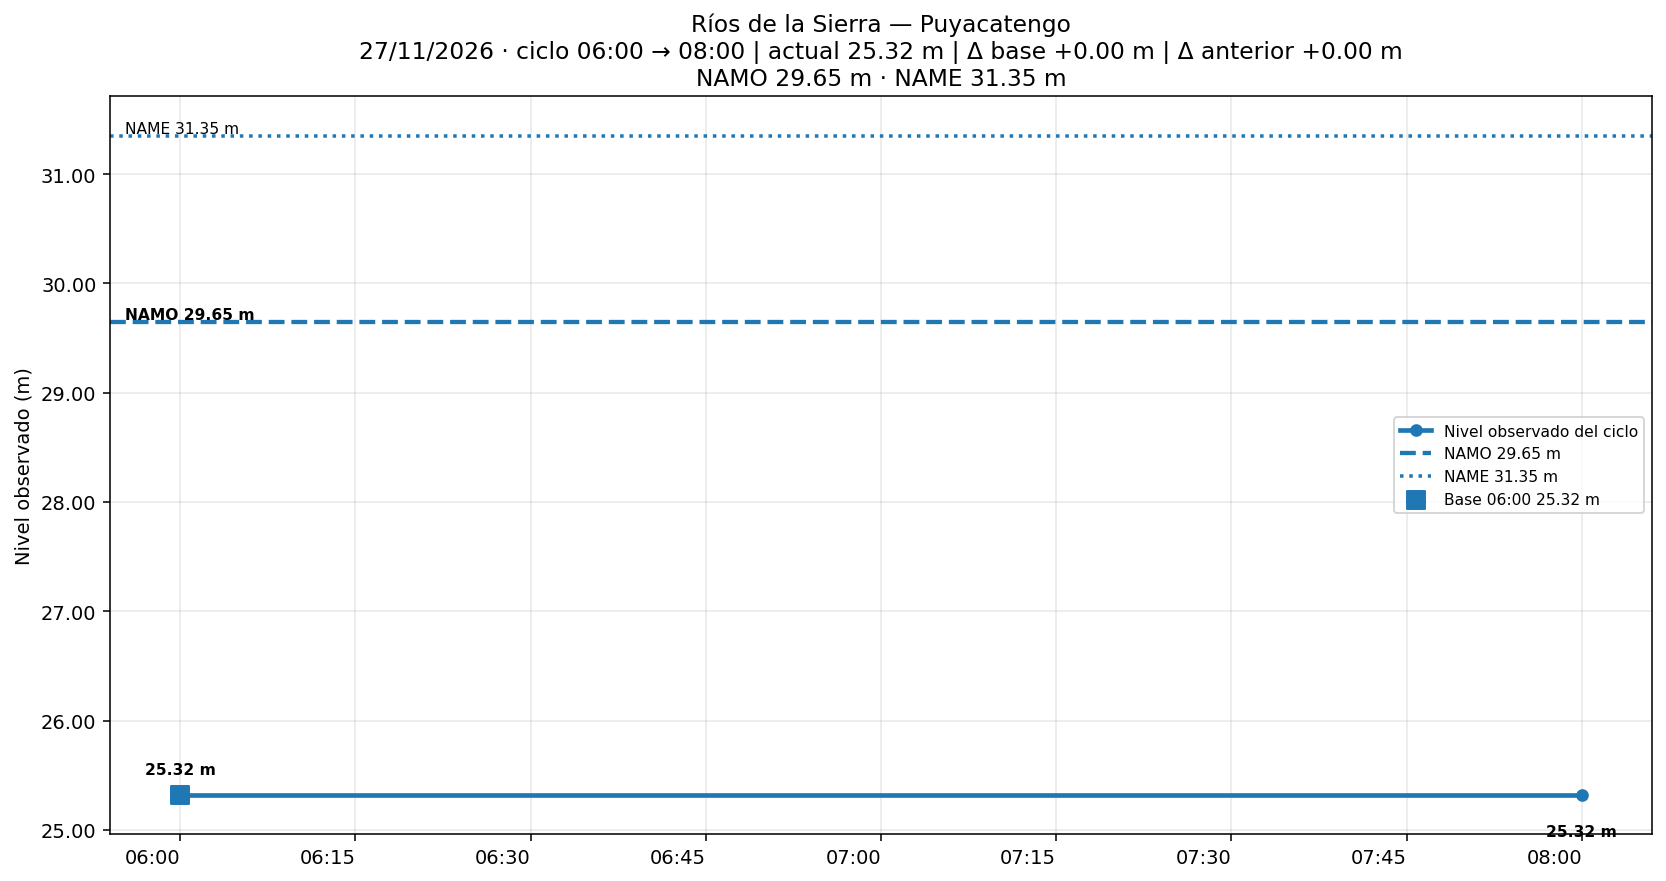 Ríos de la Sierra — Puyacatengo
27/11/2026 · ciclo 06:00 → 08:00 | actual 25.32 m | Δ base +0.00 m | Δ anterior +0.00 m
NAMO 29.65 m · NAME 31.35 m
NAME 31.35 m
31.00
30.00
NAMO 29.65 m
29.00
Nivel observado (m)
Nivel observado del ciclo
NAMO 29.65 m
NAME 31.35 m
Base 06:00 25.32 m
28.00
27.00
26.00
25.32 m
25.00
25.32 m
06:00 06:15 06:30 06:45 07:00 07:15 07:30 07:45 08:00